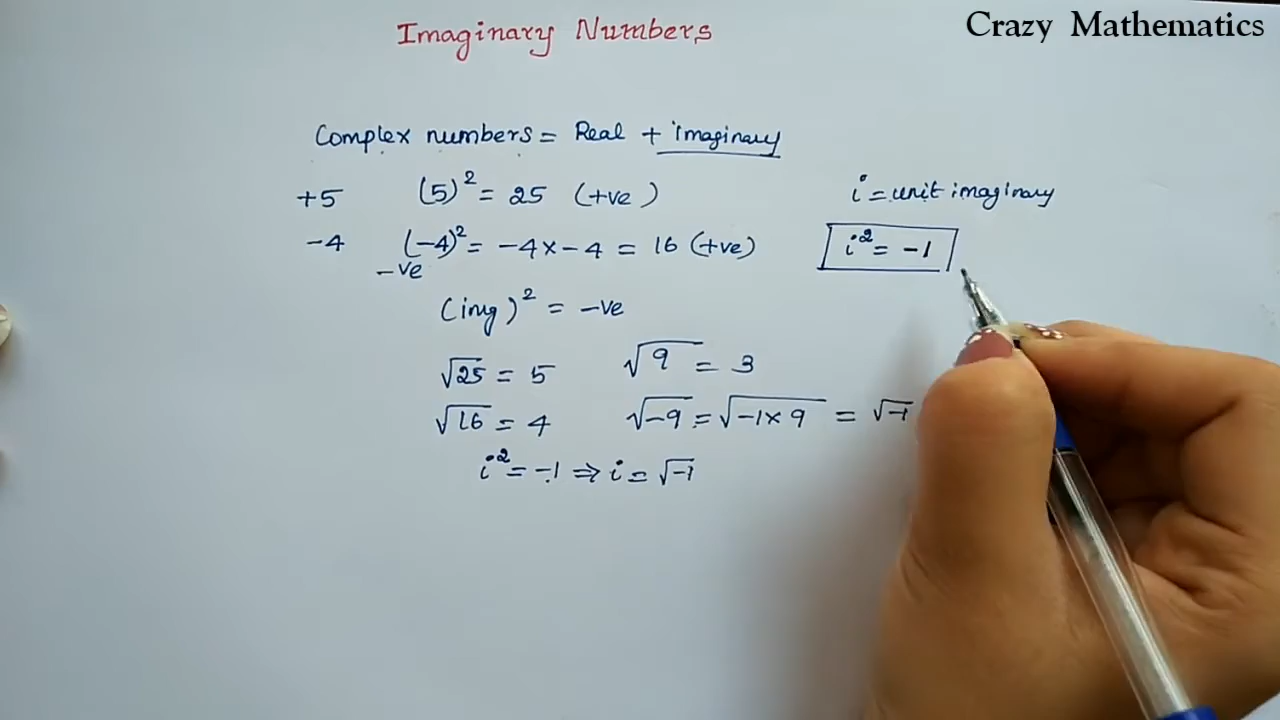 Crazy Mathematics
Imaginary Numbers
Complex numbers = Real + imaginary
+5 (5)² = 25 (+ve)
i = unit imaginary
-4 (-4)² = -4 × -4 = 16 (+ve)
-ve
i² = -1
(img)² = -ve
√25 = 5 √9 = 3
√16 = 4 √-9 = √-1×9 = √-1
i² = -1 ⇒ i = √-1